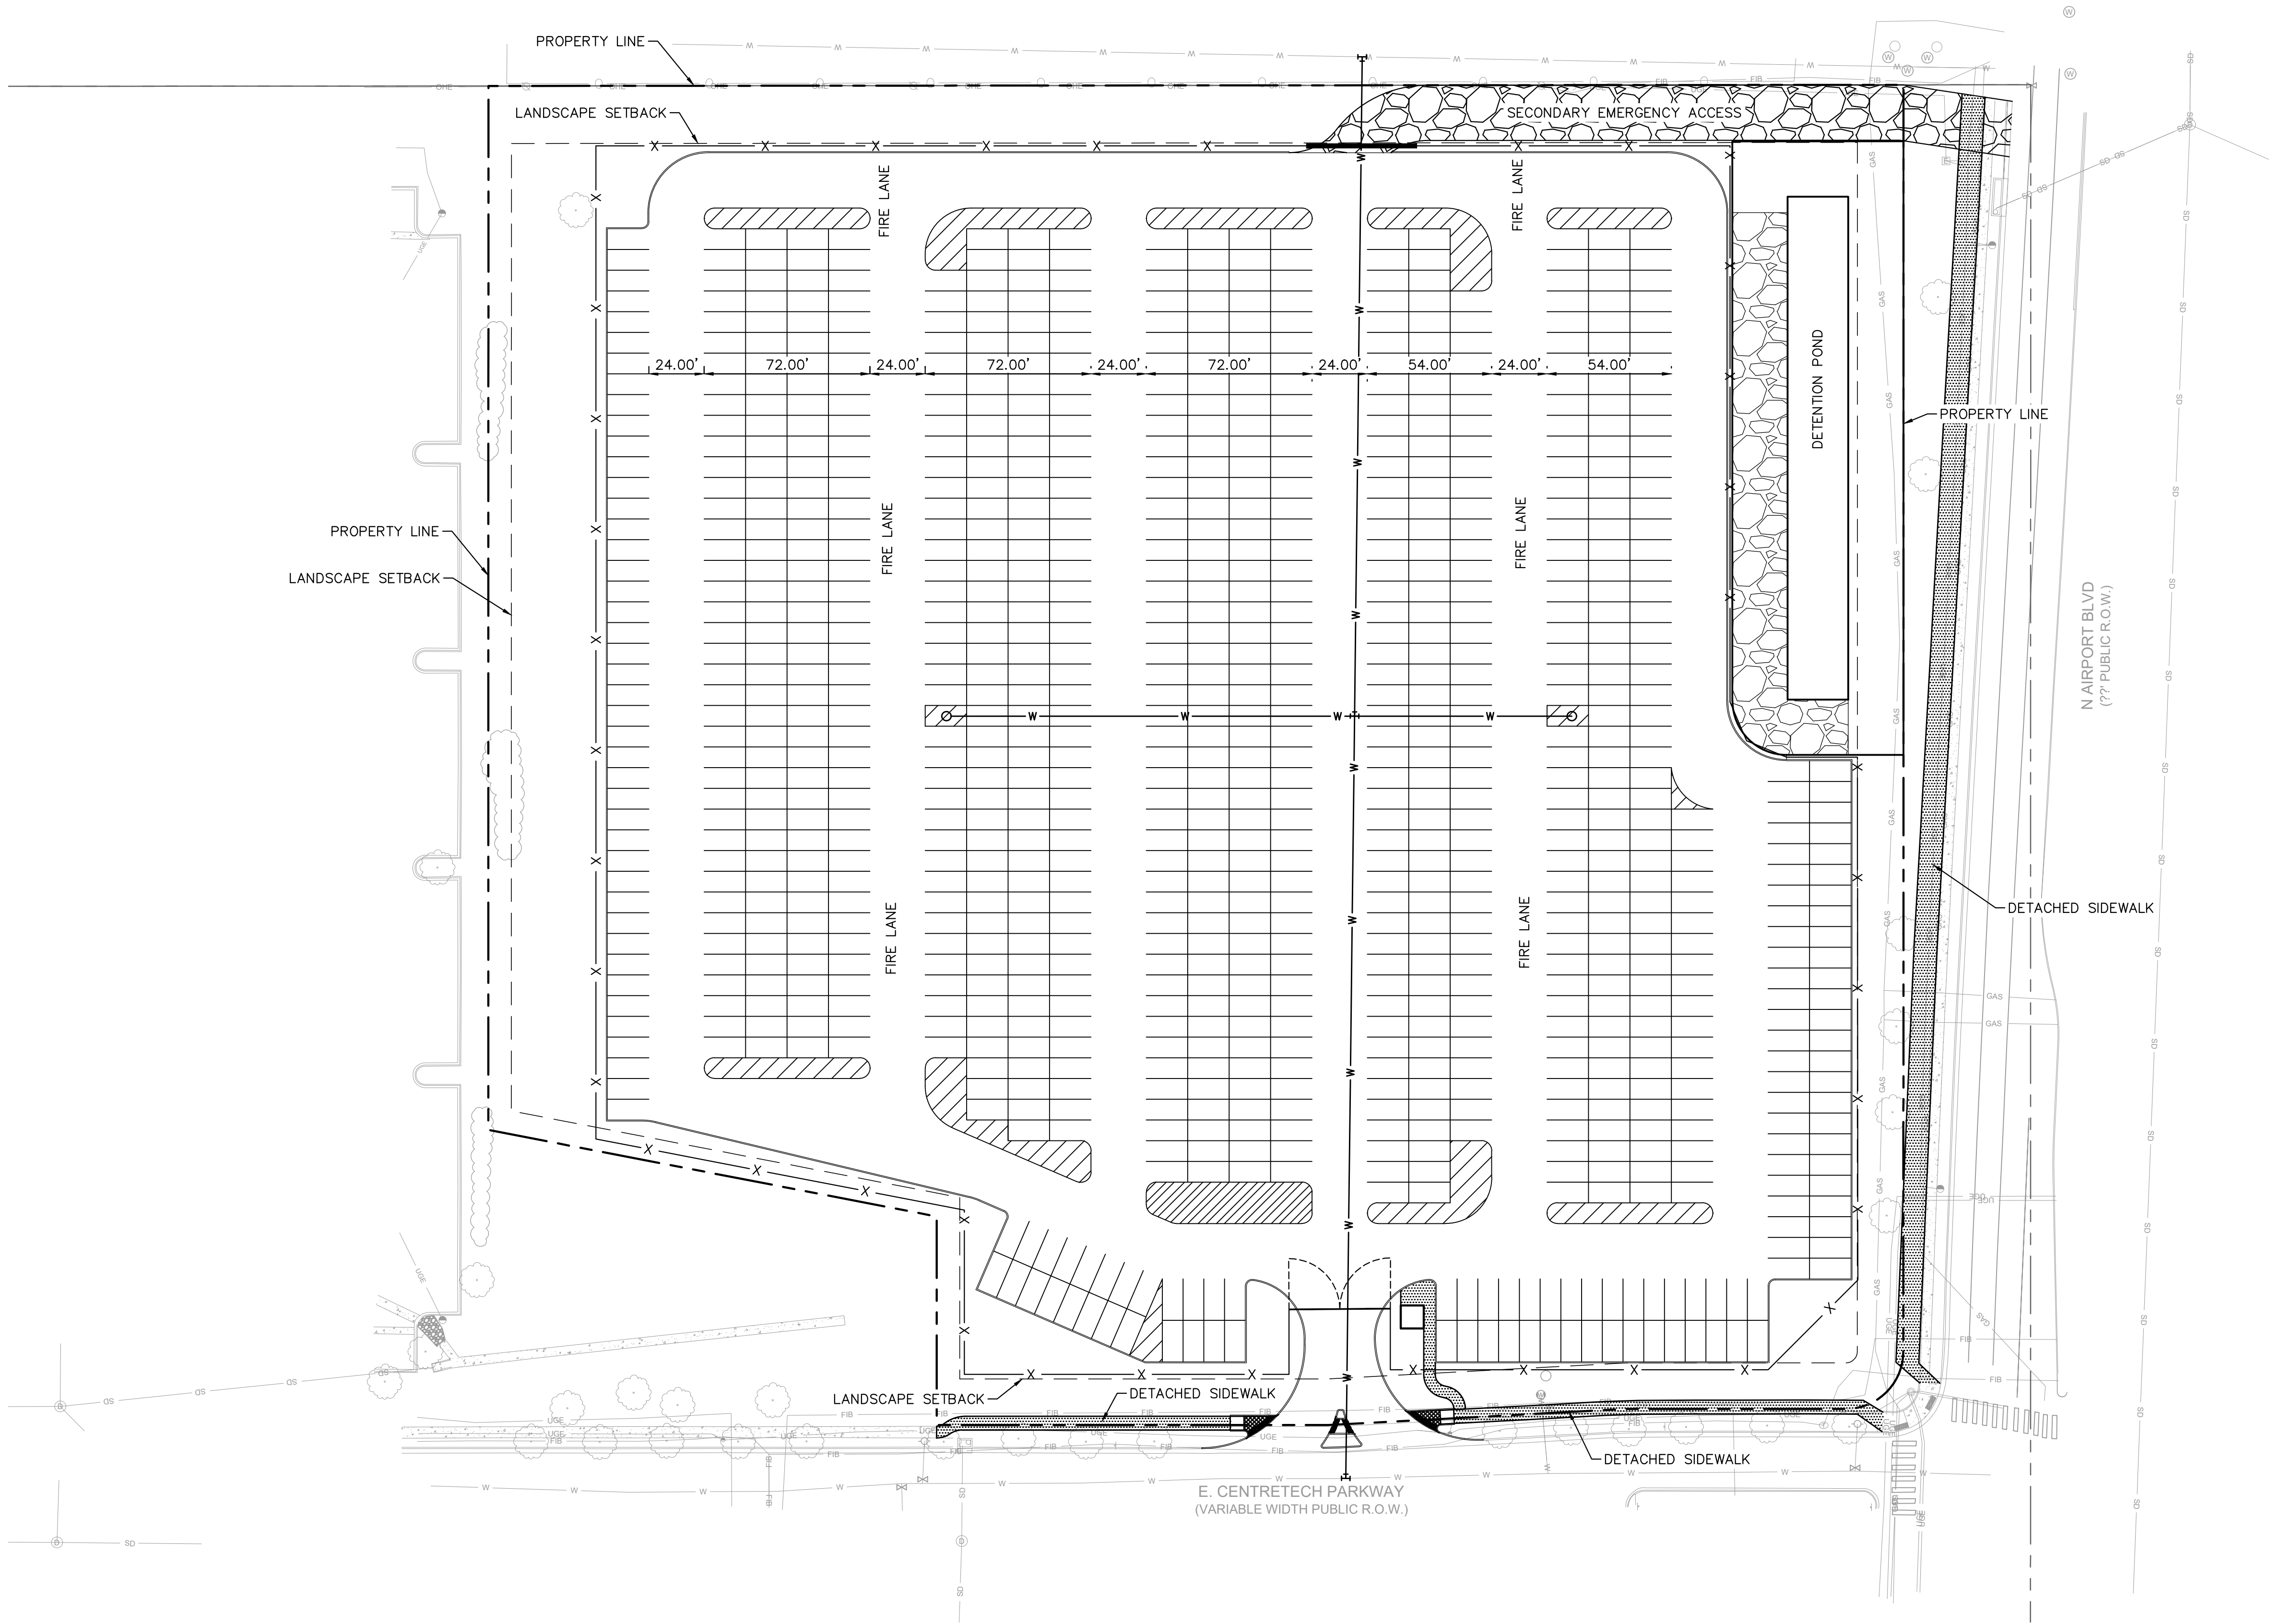 PROPERTY LINE
LANDSCAPE SETBACK
SECONDARY EMERGENCY ACCESS
FIRE LANE
FIRE LANE
24.00'
72.00'
24.00'
72.00'
24.00'
72.00'
24.00'
54.00'
24.00'
54.00'
DETENTION POND
PROPERTY LINE
PROPERTY LINE
LANDSCAPE SETBACK
FIRE LANE
FIRE LANE
N AIRPORT BLVD
(??' PUBLIC R.O.W.)
DETACHED SIDEWALK
FIRE LANE
FIRE LANE
LANDSCAPE SETBACK
DETACHED SIDEWALK
DETACHED SIDEWALK
E. CENTRETECH PARKWAY
(VARIABLE WIDTH PUBLIC R.O.W.)